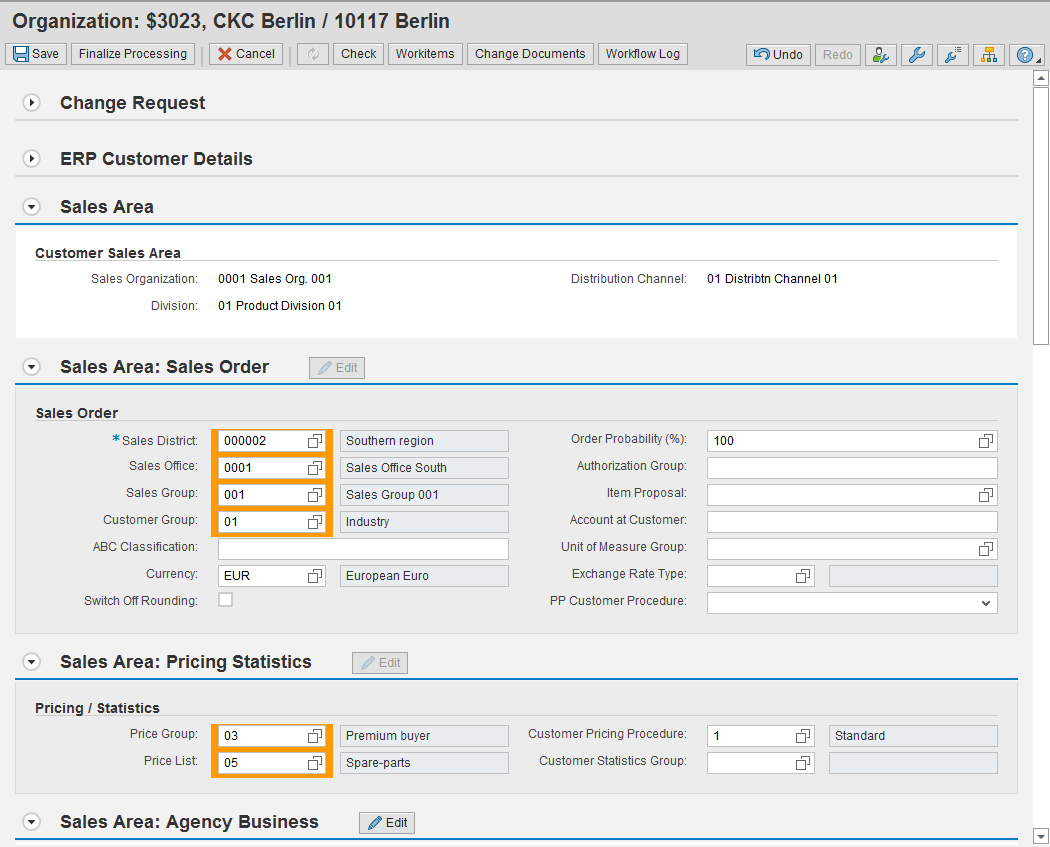 Organization: $3023, CKC Berlin / 10117 Berlin
Save Finalize Processing Cancel Check Workitems Change Documents Workflow Log Undo Redo
Change Request
ERP Customer Details
Sales Area
Customer Sales Area
Sales Organization: 0001 Sales Org. 001 Distribution Channel: 01 Distribtn Channel 01
Division: 01 Product Division 01
Sales Area: Sales Order Edit
Sales Order
* Sales District: 000002 Southern region Order Probability (%): 100
Sales Office: 0001 Sales Office South Authorization Group:
Sales Group: 001 Sales Group 001 Item Proposal:
Customer Group: 01 Industry Account at Customer:
ABC Classification: Unit of Measure Group:
Currency: EUR European Euro Exchange Rate Type:
Switch Off Rounding: PP Customer Procedure:
Sales Area: Pricing Statistics Edit
Pricing / Statistics
Price Group: 03 Premium buyer Customer Pricing Procedure: 1 Standard
Price List: 05 Spare-parts Customer Statistics Group:
Sales Area: Agency Business Edit